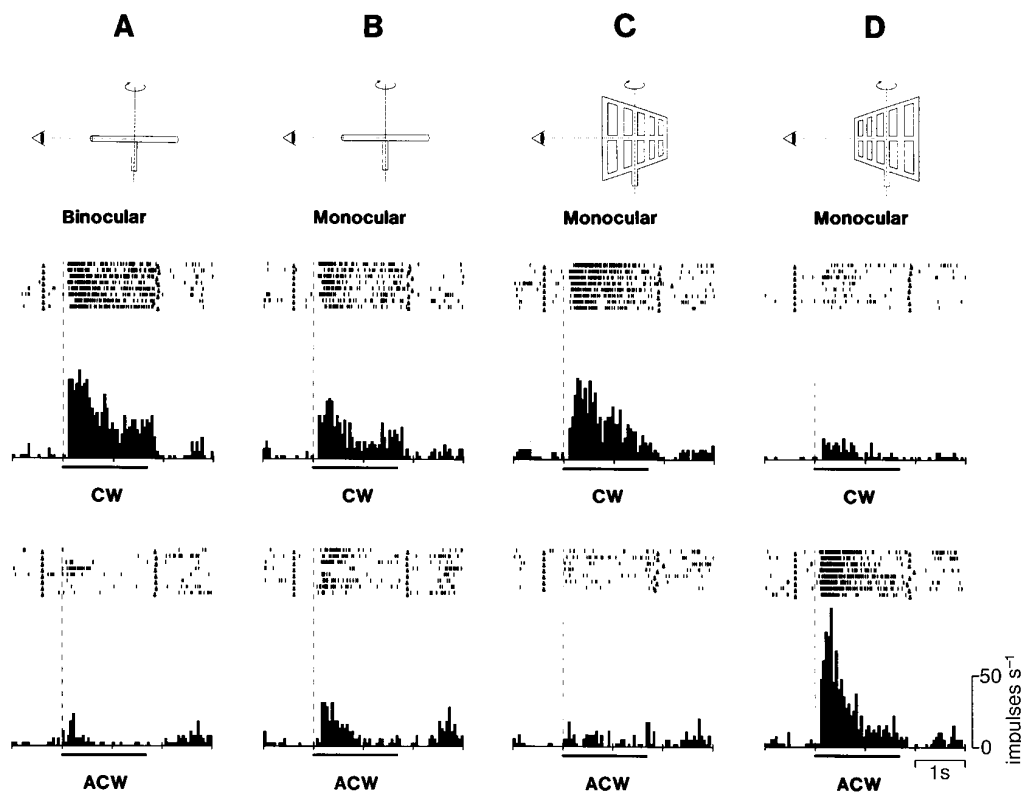 A B C D
Binocular Monocular Monocular Monocular
CW CW CW CW
50
impulses s⁻¹
0
1s
ACW ACW ACW ACW